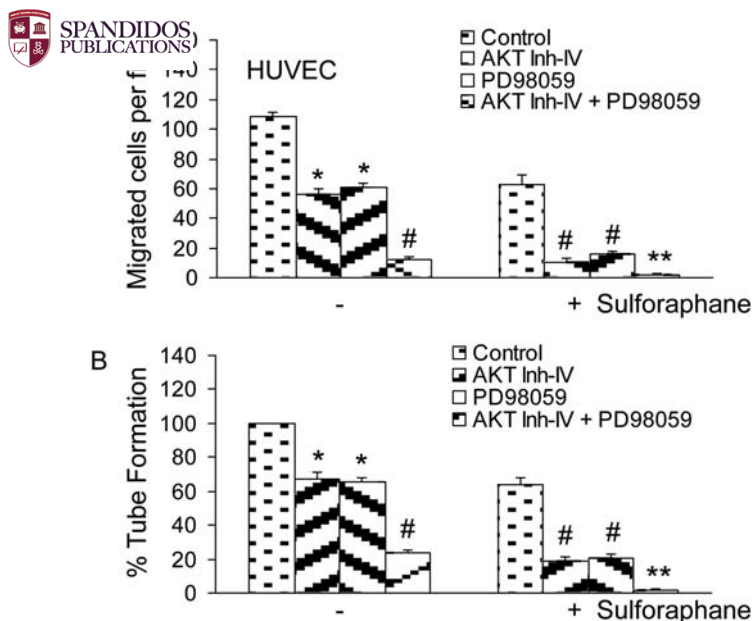 SPANDIDOS
PUBLICATIONS
Migrated cells per f
140
120
100
80
60
40
20
0
HUVEC
Control
AKT Inh-IV
PD98059
AKT Inh-IV + PD98059
*
*
#
#
#
**
-
+ Sulforaphane
B
% Tube Formation
140
120
100
80
60
40
20
0
Control
AKT Inh-IV
PD98059
AKT Inh-IV + PD98059
*
*
#
#
#
**
-
+ Sulforaphane